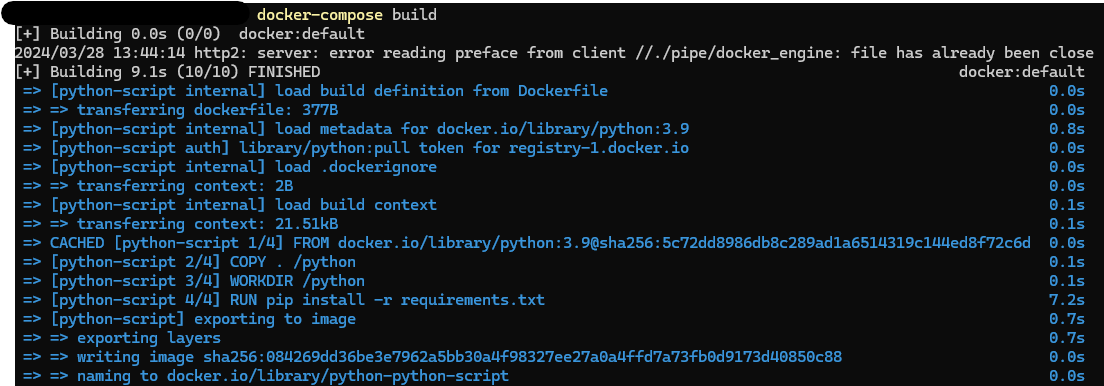 docker-compose build
[+] Building 0.0s (0/0)  docker:default
2024/03/28 13:44:14 http2: server: error reading preface from client //./pipe/docker_engine: file has already been close
[+] Building 9.1s (10/10) FINISHED docker:default
=> [python-script internal] load build definition from Dockerfile 0.0s
=> => transferring dockerfile: 377B 0.0s
=> [python-script internal] load metadata for docker.io/library/python:3.9 0.8s
=> [python-script auth] library/python:pull token for registry-1.docker.io 0.0s
=> [python-script internal] load .dockerignore 0.0s
=> => transferring context: 2B 0.0s
=> [python-script internal] load build context 0.1s
=> => transferring context: 21.51kB 0.1s
=> CACHED [python-script 1/4] FROM docker.io/library/python:3.9@sha256:5c72dd8986db8c289ad1a6514319c144ed8f72c6d 0.0s
=> [python-script 2/4] COPY . /python 0.1s
=> [python-script 3/4] WORKDIR /python 0.1s
=> [python-script 4/4] RUN pip install -r requirements.txt 7.2s
=> [python-script] exporting to image 0.7s
=> => exporting layers 0.7s
=> => writing image sha256:084269dd36be3e7962a5bb30a4f98327ee27a0a4ffd7a73fb0d9173d40850c88 0.0s
=> => naming to docker.io/library/python-python-script 0.0s